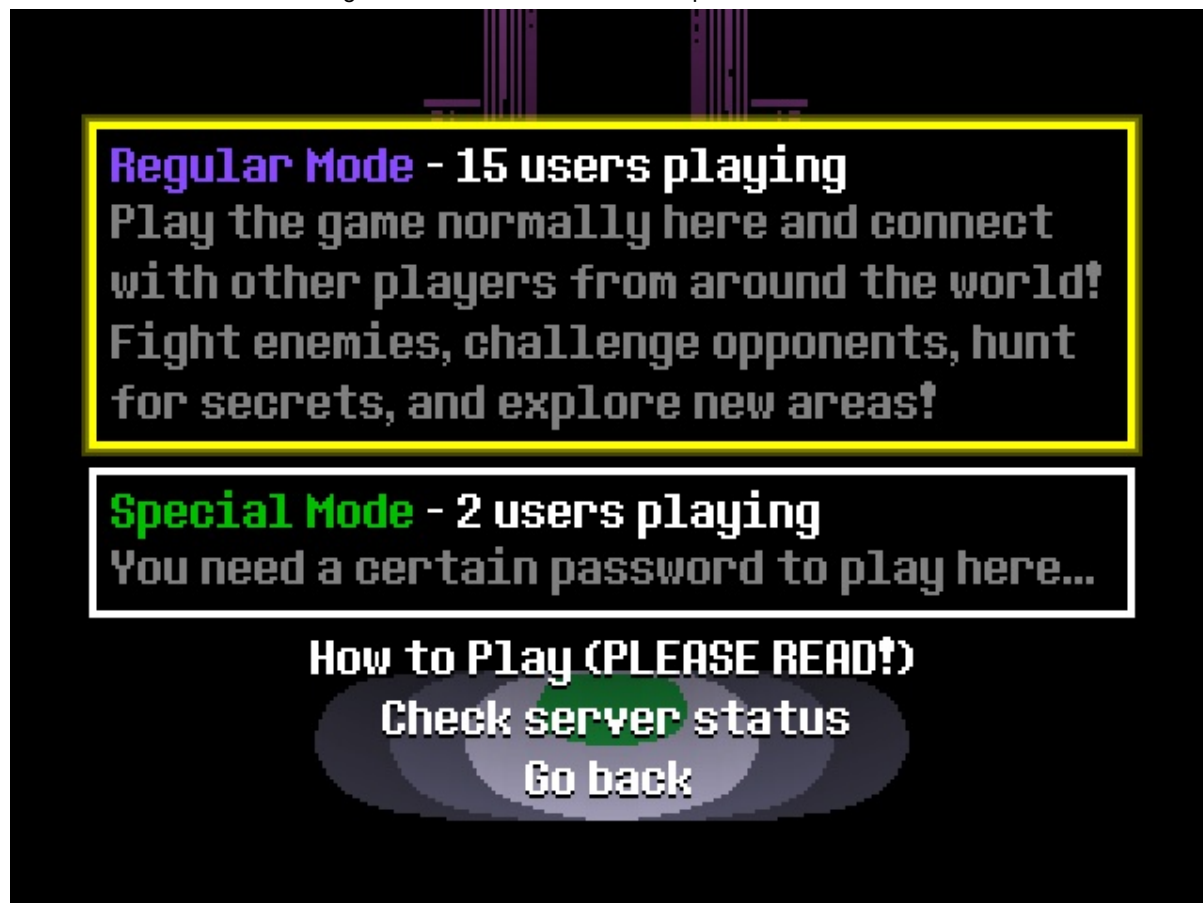 Regular Mode - 15 users playing
Play the game normally here and connect
with other players from around the world!
Fight enemies, challenge opponents, hunt
for secrets, and explore new areas!
Special Mode - 2 users playing
You need a certain password to play here...
How to Play (PLEASE READ!)
Check server status
Go back